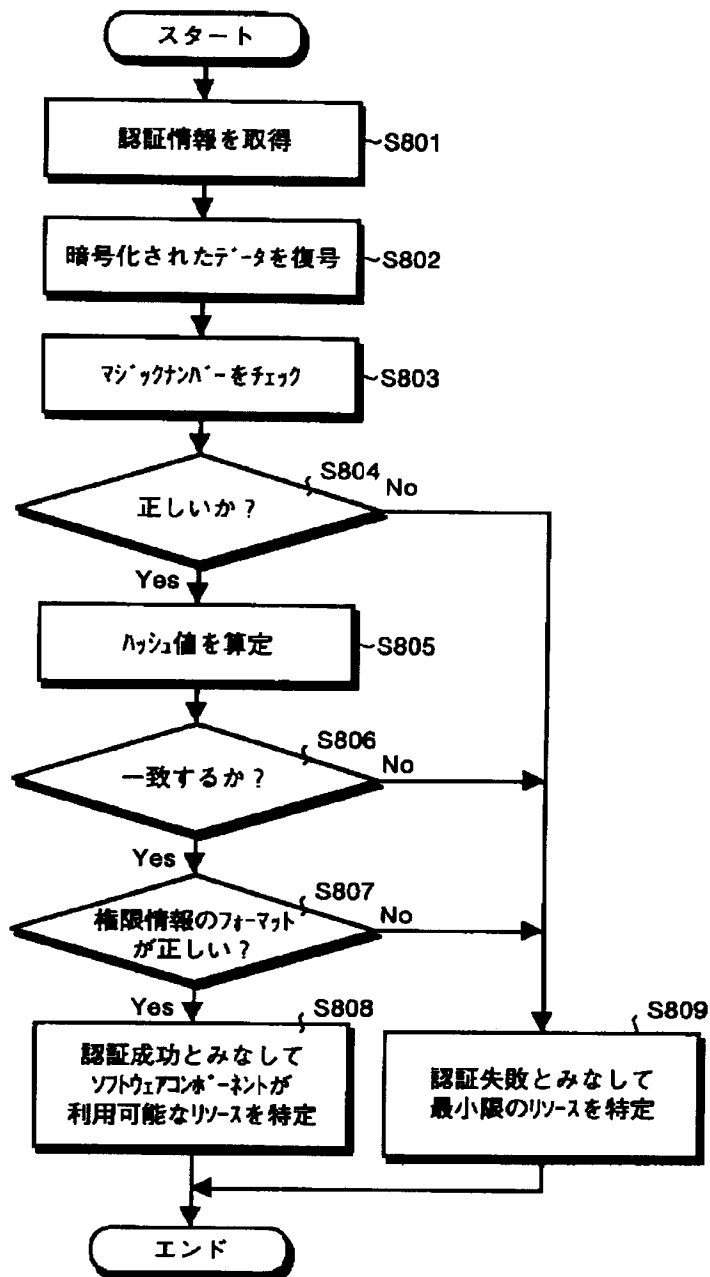 スタート
認証情報を取得
S801
暗号化されたデータを復号
S802
マジックナンバーをチェック
S803
S804
正しいか?
No
Yes
ハッシュ値を算定
S805
S806
一致するか?
No
Yes
S807
権限情報のフォーマット
が正しい?
No
Yes
S808
認証成功とみなして
ソフトウェアコンポーネントが
利用可能なリソースを特定
S809
認証失敗とみなして
最小限のリソースを特定
エンド